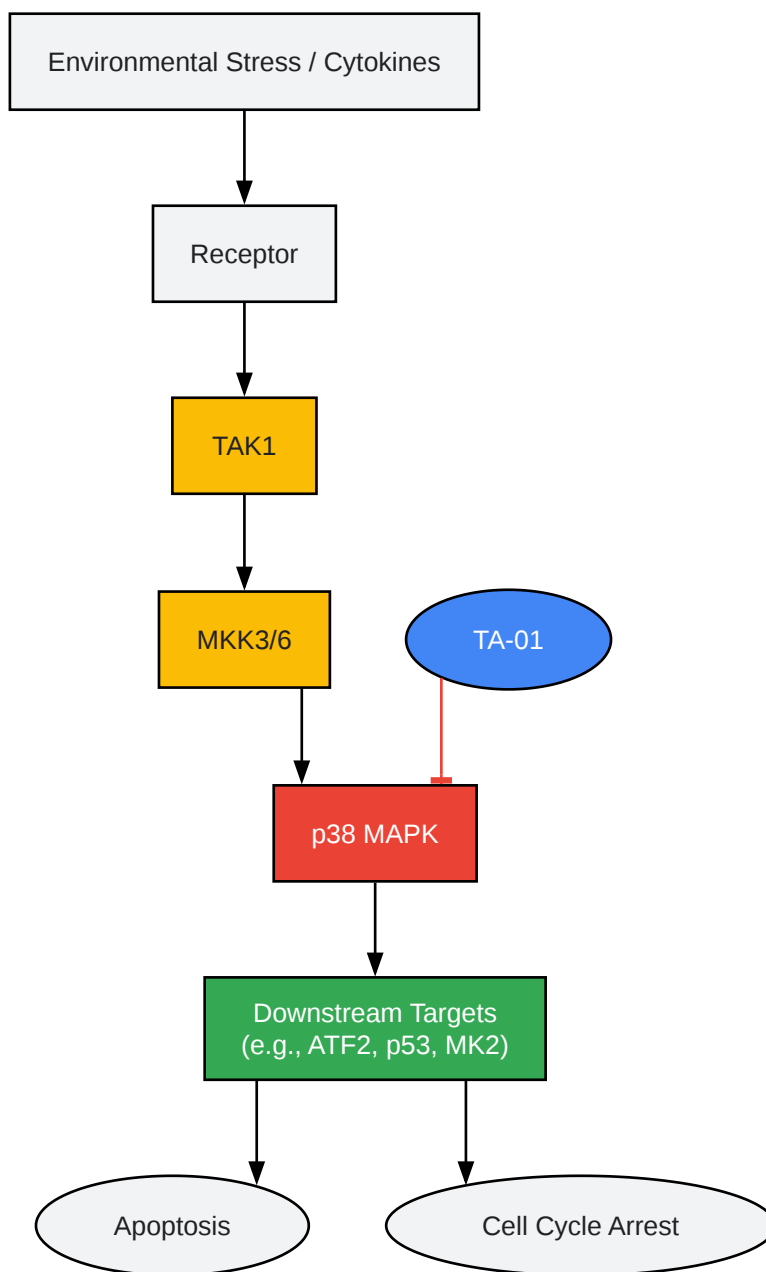 Environmental Stress / Cytokines
Receptor
TAK1
MKK3/6
TA-01
p38 MAPK
Downstream Targets
(e.g., ATF2, p53, MK2)
Apoptosis
Cell Cycle Arrest